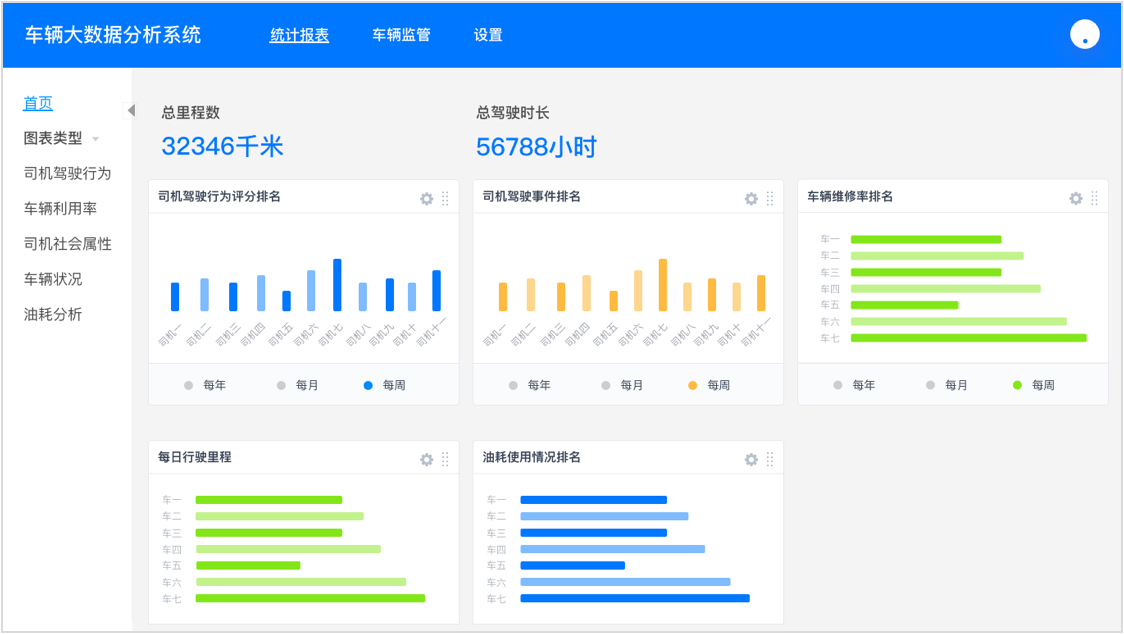 车辆大数据分析系统
统计报表 车辆监管 设置
首页
图表类型
司机驾驶行为
车辆利用率
司机社会属性
车辆状况
油耗分析
总里程数
32346千米
总驾驶时长
56788小时
司机驾驶行为评分排名
司机一 司机二 司机三 司机四 司机五 司机六 司机七 司机八 司机九 司机十 司机十一
每年 每月 每周
司机驾驶事件排名
司机一 司机二 司机三 司机四 司机五 司机六 司机七 司机八 司机九 司机十 司机十一
每年 每月 每周
车辆维修率排名
车一
车二
车三
车四
车五
车六
车七
每年 每月 每周
每日行驶里程
车一
车二
车三
车四
车五
车六
车七
油耗使用情况排名
车一
车二
车三
车四
车五
车六
车七